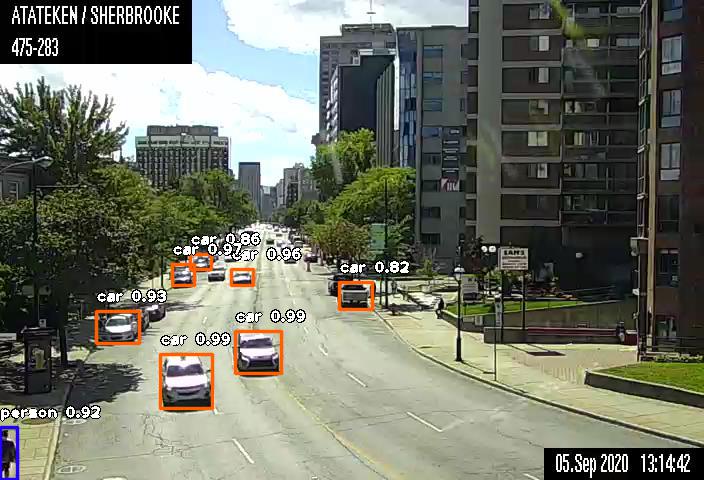 ATATEKEN / SHERBROOKE
475-283
car 0.86
car 0.97
car 0.96
car 0.82
car 0.93
car 0.99
car 0.99
person 0.92
05.Sep 2020 13:14:42